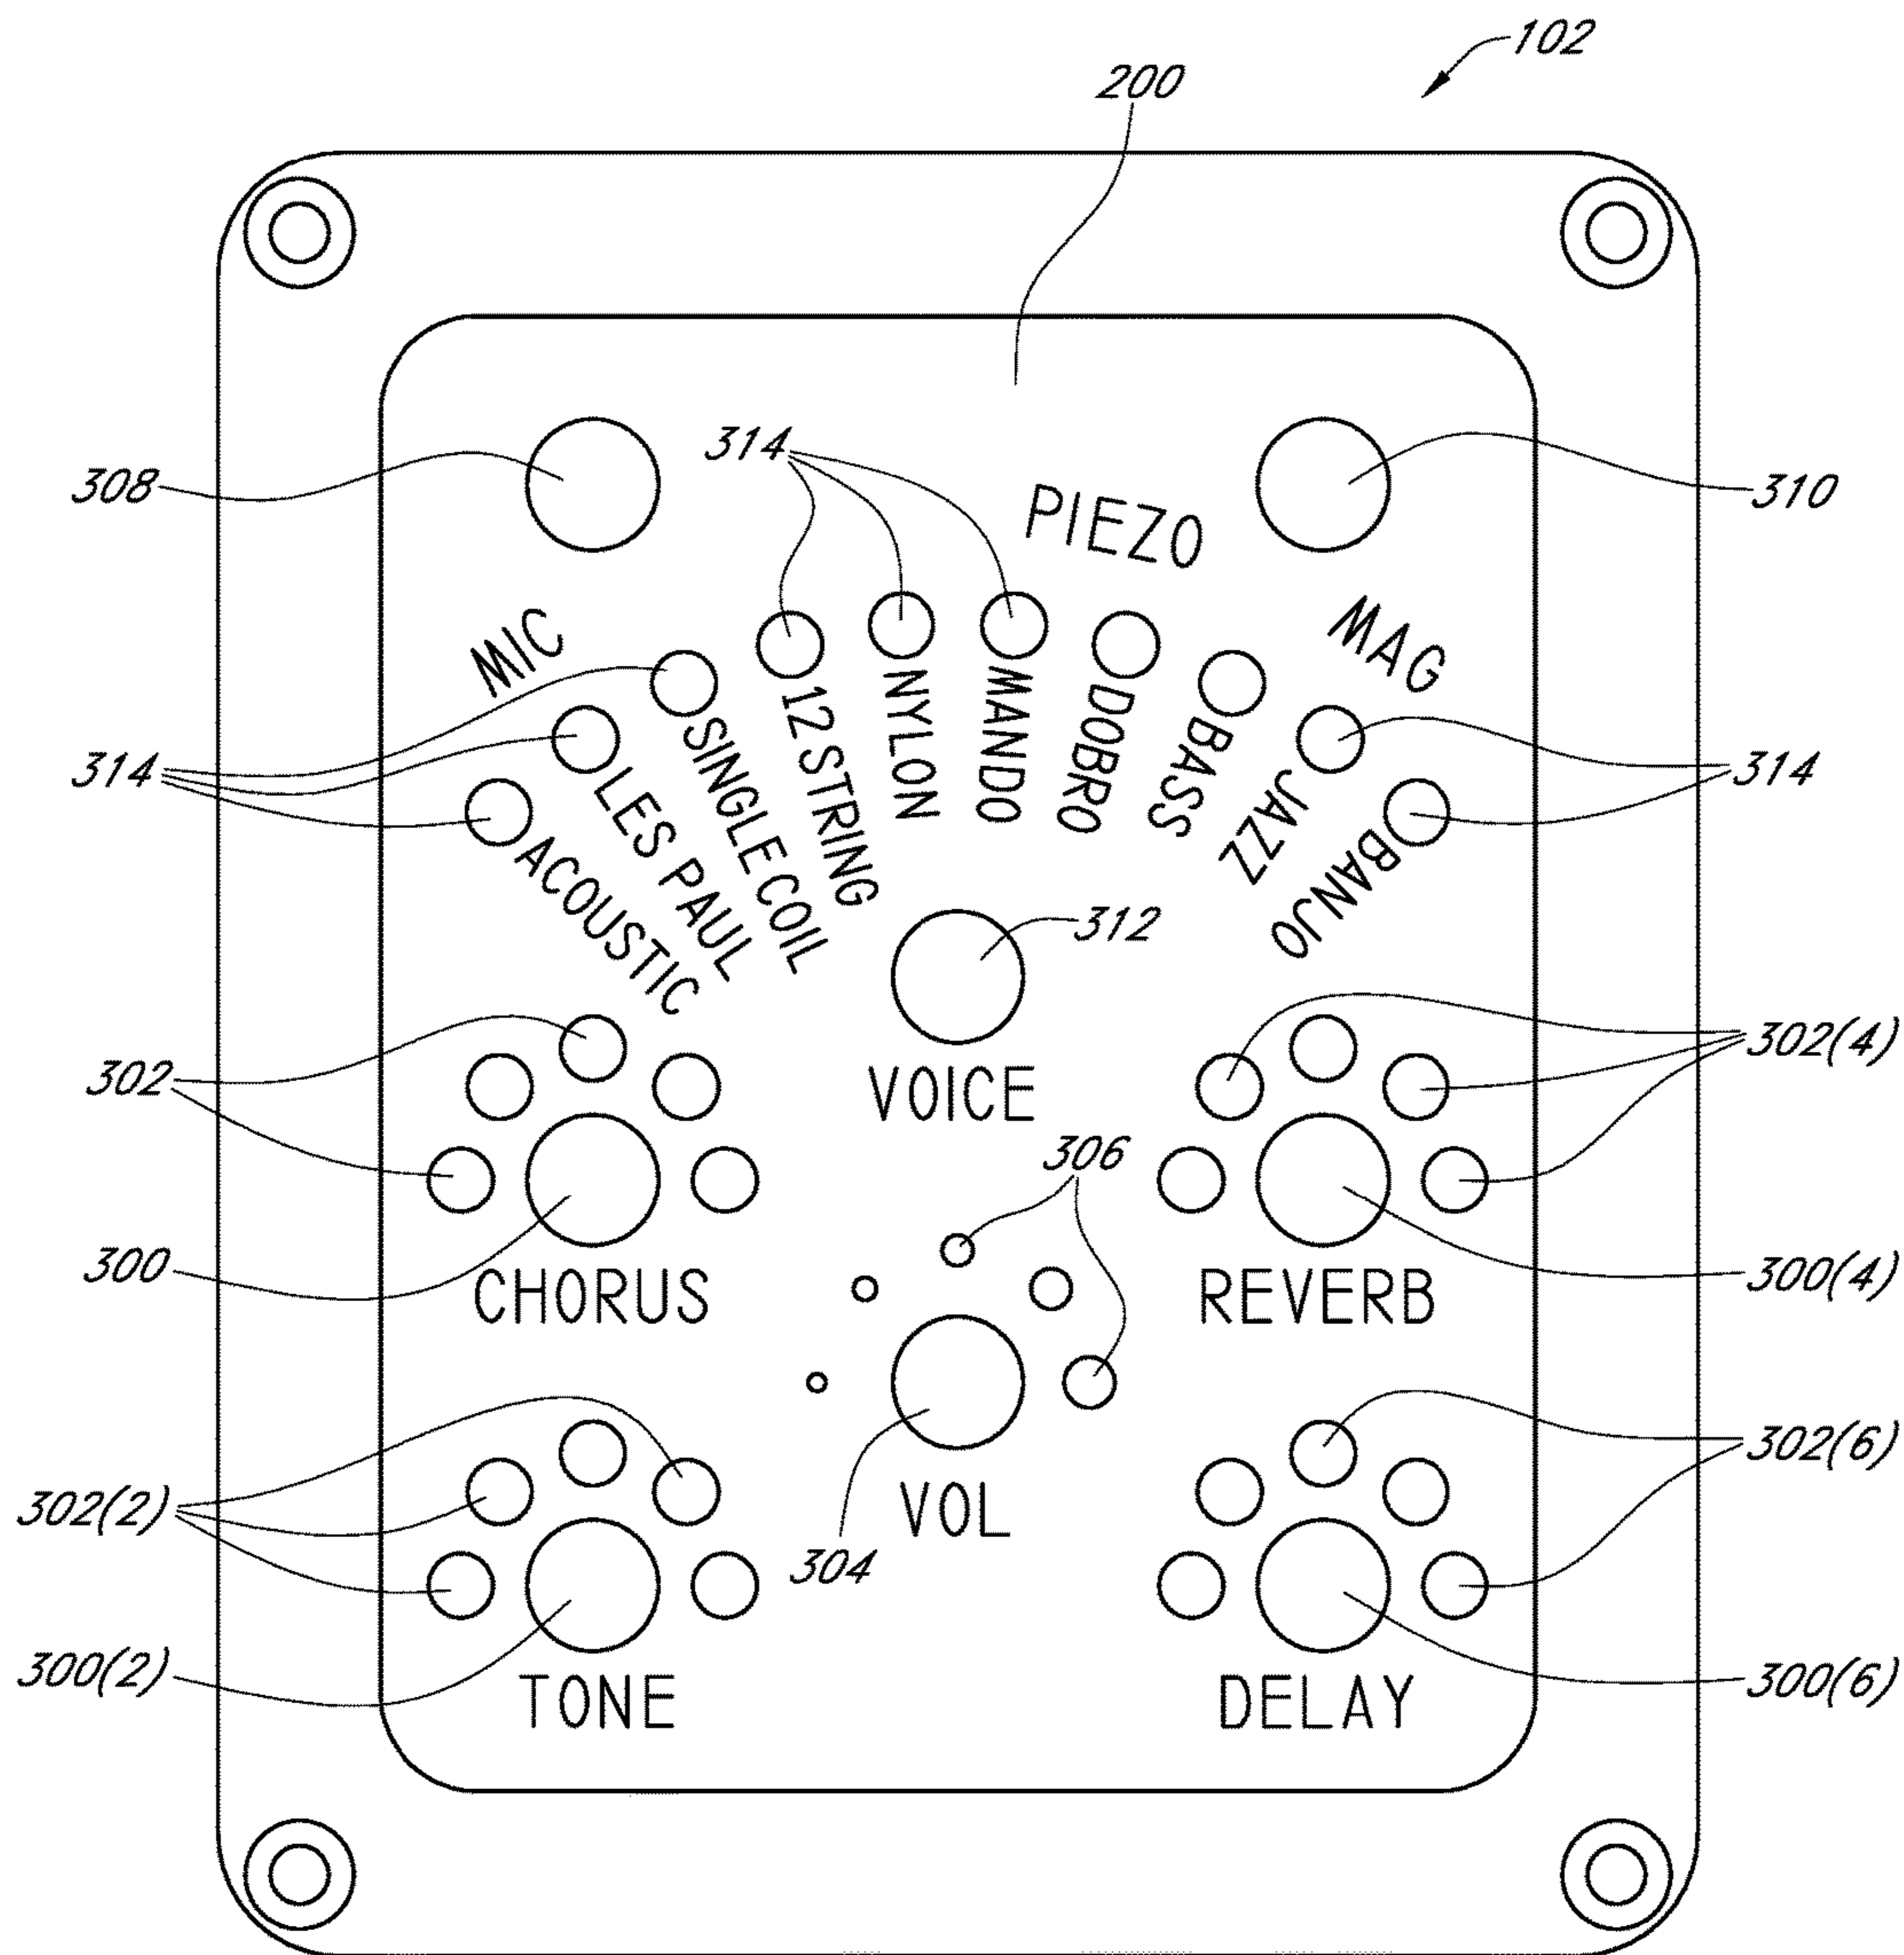 102
200
308
314
PIEZO
310
MIC
MAG
314
314
ACOUSTIC
LES PAUL
SINGLE COIL
12 STRING
NYLON
MANDO
DOBRO
BASS
JAZZ
BANJO
312
302
VOICE
302(4)
306
300
CHORUS
REVERB
300(4)
302(2)
VOL
302(6)
304
300(2)
TONE
DELAY
300(6)